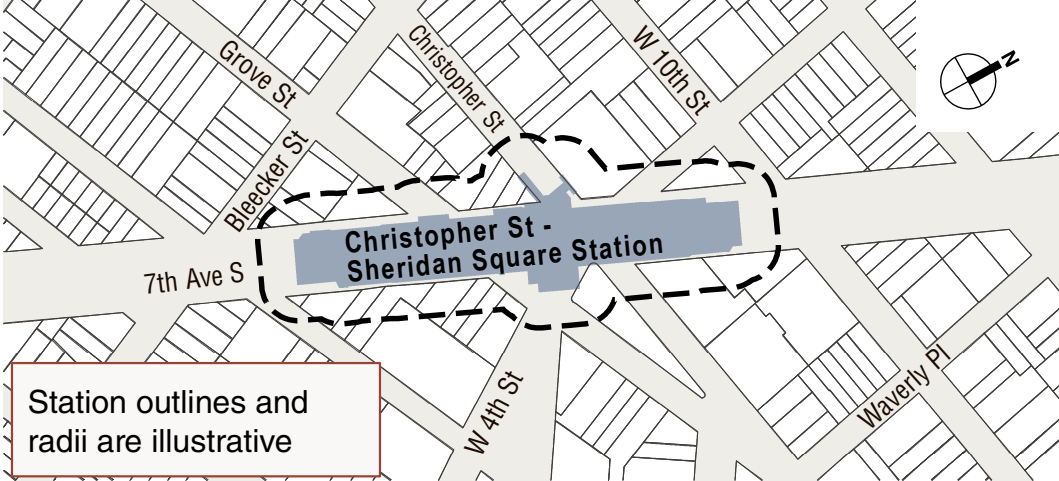 Grove St
Christopher St
W 10th St
N
Bleecker St
Christopher St -
Sheridan Square Station
7th Ave S
Waverly Pl
W 4th St
Station outlines and
radii are illustrative